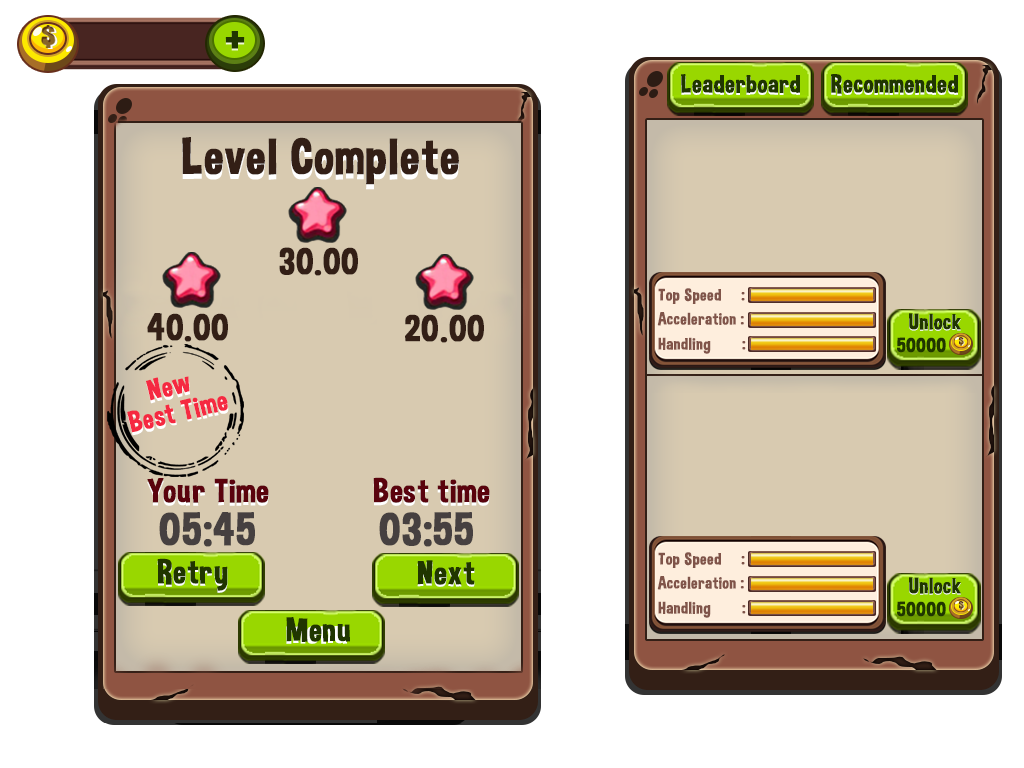 $
+
Level Complete
30.00
40.00
20.00
New
Best Time
Your Time
Best time
05:45
03:55
Retry
Next
Menu
Leaderboard
Recommended
Top Speed :
Acceleration :
Handling :
Unlock
50000 $
Top Speed :
Acceleration :
Handling :
Unlock
50000 $